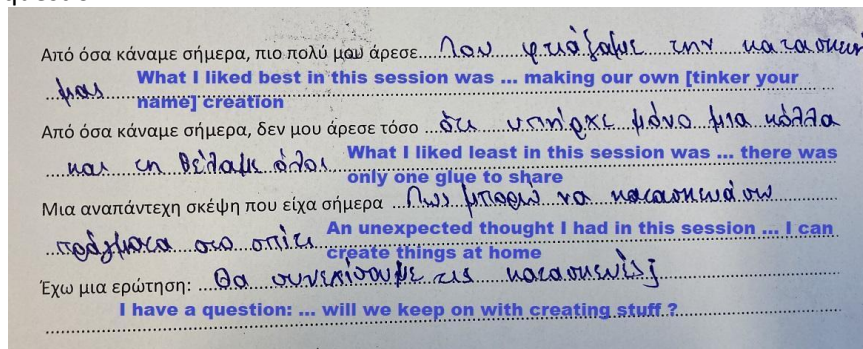 Από όσα κάναμε σήμερα, πιο πολύ μου άρεσε Που φτιάξαμε την κατασκευή
μας What I liked best in this session was ... making our own [tinker your
name] creation
Από όσα κάναμε σήμερα, δεν μου άρεσε τόσο ότι υπήρχε μόνο μια κόλλα
και τη θέλαμε όλοι What I liked least in this session was ... there was
only one glue to share
Μια αναπάντεχη σκέψη που είχα σήμερα Πως μπορώ να κατασκευάσω
πράγματα στο σπίτι An unexpected thought I had in this session ... I can
create things at home
Έχω μια ερώτηση: Θα συνεχίσουμε τις κατασκευές;
I have a question: ... will we keep on with creating stuff ?